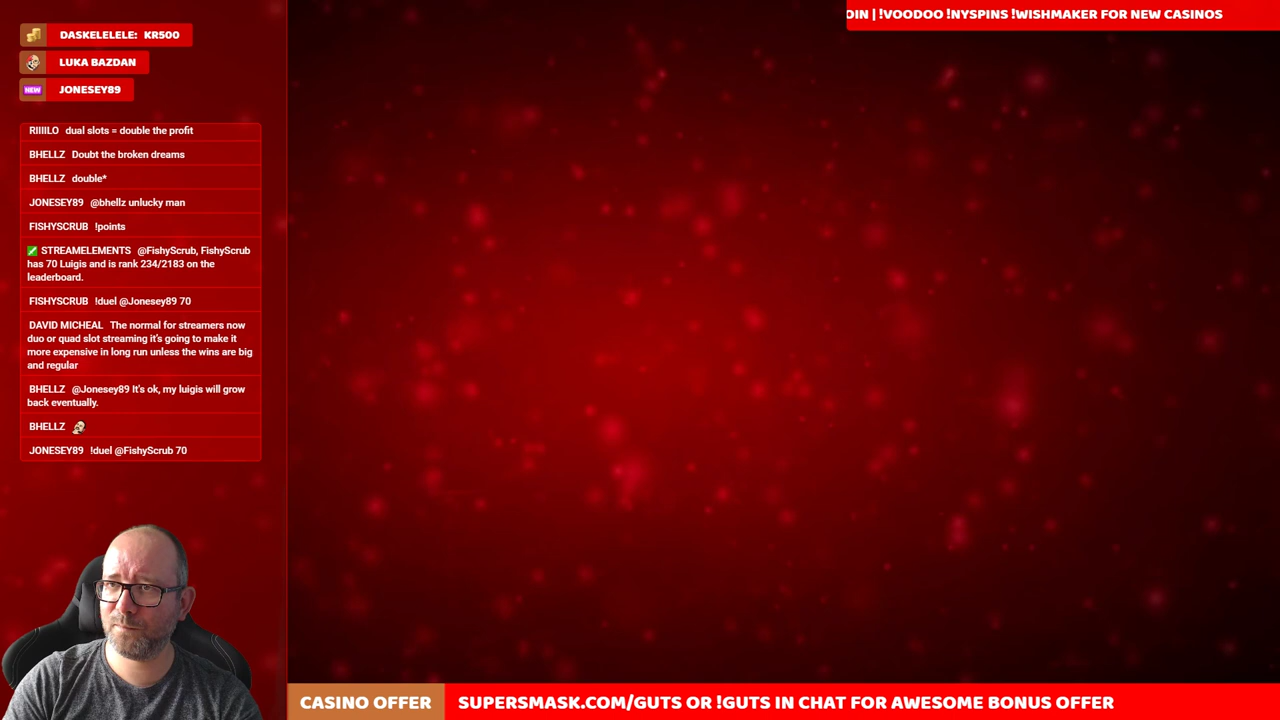 DASKELELELE: KR500
LUKA BAZDAN
NEW JONESEY89
OIN | !VOODOO !NYSPINS !WISHMAKER FOR NEW CASINOS
RIIIILO dual slots = double the profit
BHELLZ Doubt the broken dreams
BHELLZ double*
JONESEY89 @bhellz unlucky man
FISHYSCRUB !points
STREAMELEMENTS @FishyScrub, FishyScrub
has 70 Luigis and is rank 234/2183 on the
leaderboard.
FISHYSCRUB !duel @Jonesey89 70
DAVID MICHEAL The normal for streamers now
duo or quad slot streaming it's going to make it
more expensive in long run unless the wins are big
and regular
BHELLZ @Jonesey89 It's ok, my luigis will grow
back eventually.
BHELLZ
JONESEY89 !duel @FishyScrub 70
CASINO OFFER SUPERSMASK.COM/GUTS OR !GUTS IN CHAT FOR AWESOME BONUS OFFER